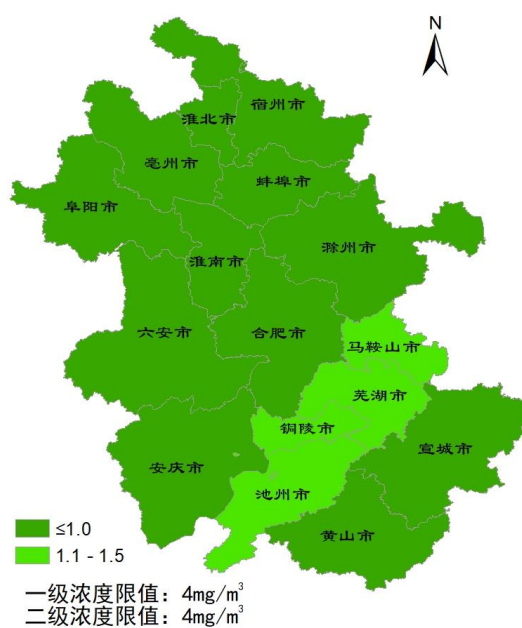 N
宿州市
淮北市
亳州市
蚌埠市
阜阳市
滁州市
淮南市
六安市
合肥市
马鞍山市
芜湖市
铜陵市
宣城市
安庆市
池州市
黄山市
≤1.0
1.1 - 1.5
一级浓度限值：4mg/m³
二级浓度限值：4mg/m³